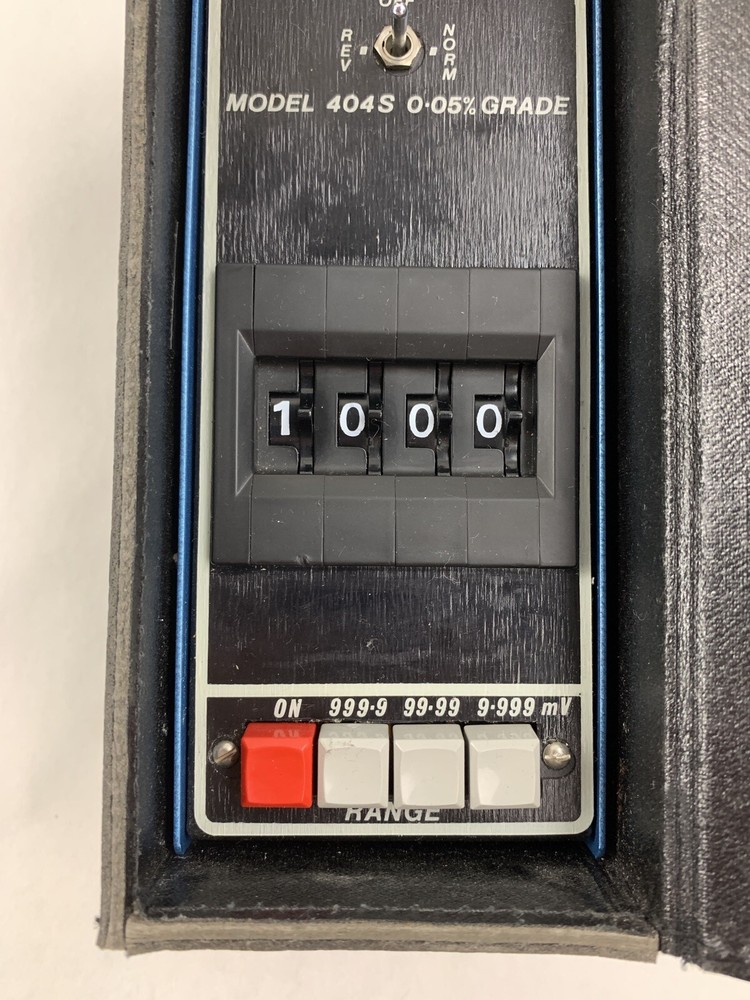 OFF
REV NORM
MODEL 404S 0·05% GRADE
1 0 0 0
ON 999·9 99·99 9·999 mV
RANGE